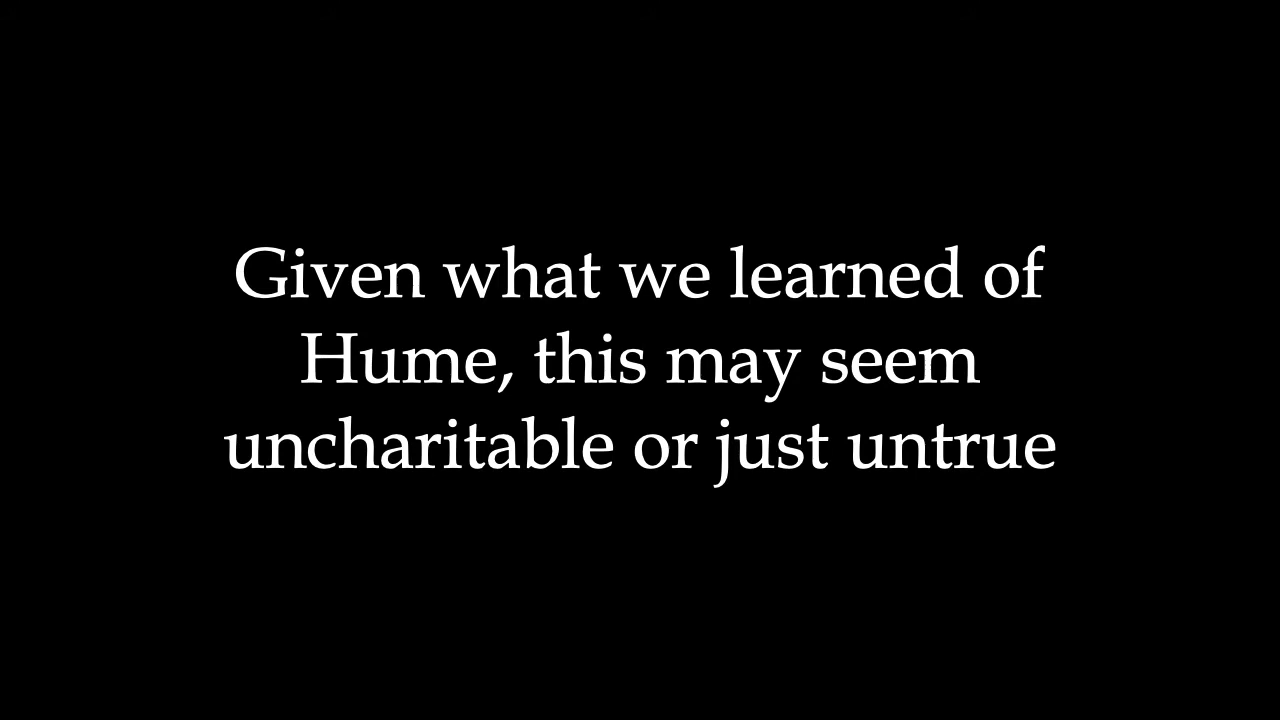 Given what we learned of
Hume, this may seem
uncharitable or just untrue